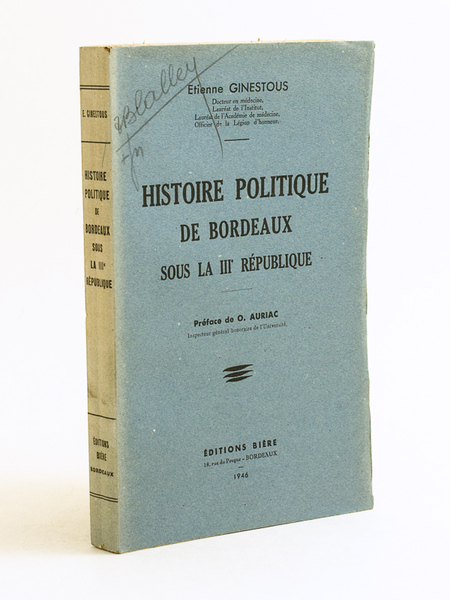 E. GINESTOUS
HISTOIRE
POLITIQUE
DE
BORDEAUX
SOUS
LA IIIe
RÉPUBLIQUE
ÉDITIONS
BIÈRE
BORDEAUX
Etienne GINESTOUS
Docteur en médecine,
Lauréat de l'Institut,
Lauréat de l'Académie de médecine,
Officier de la Légion d'honneur.
HISTOIRE POLITIQUE
DE BORDEAUX
SOUS LA IIIe RÉPUBLIQUE
Préface de O. AURIAC
Inspecteur général honoraire de l'Université.
ÉDITIONS BIÈRE
18, rue du Peugue - BORDEAUX
1946